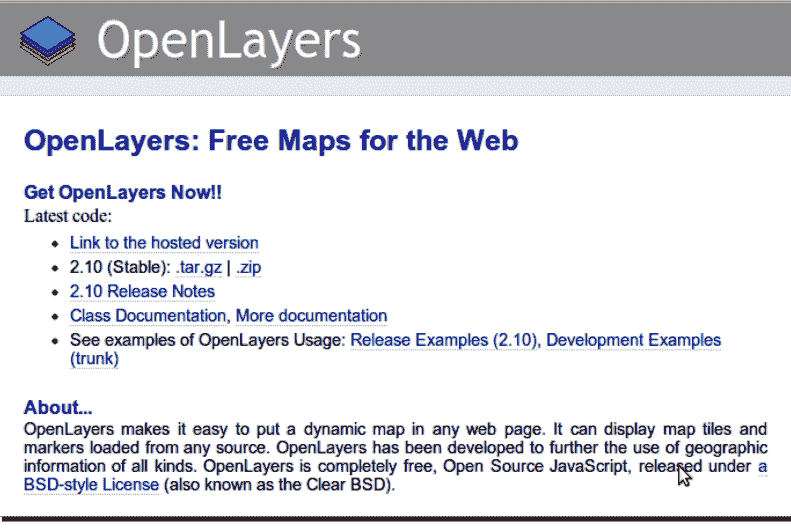 OpenLayers
OpenLayers: Free Maps for the Web
Get OpenLayers Now!!
Latest code:
Link to the hosted version
2.10 (Stable): .tar.gz | .zip
2.10 Release Notes
Class Documentation, More documentation
See examples of OpenLayers Usage: Release Examples (2.10), Development Examples
(trunk)
About...
OpenLayers makes it easy to put a dynamic map in any web page. It can display map tiles and
markers loaded from any source. OpenLayers has been developed to further the use of geographic
information of all kinds. OpenLayers is completely free, Open Source JavaScript, released under a
BSD-style License (also known as the Clear BSD).